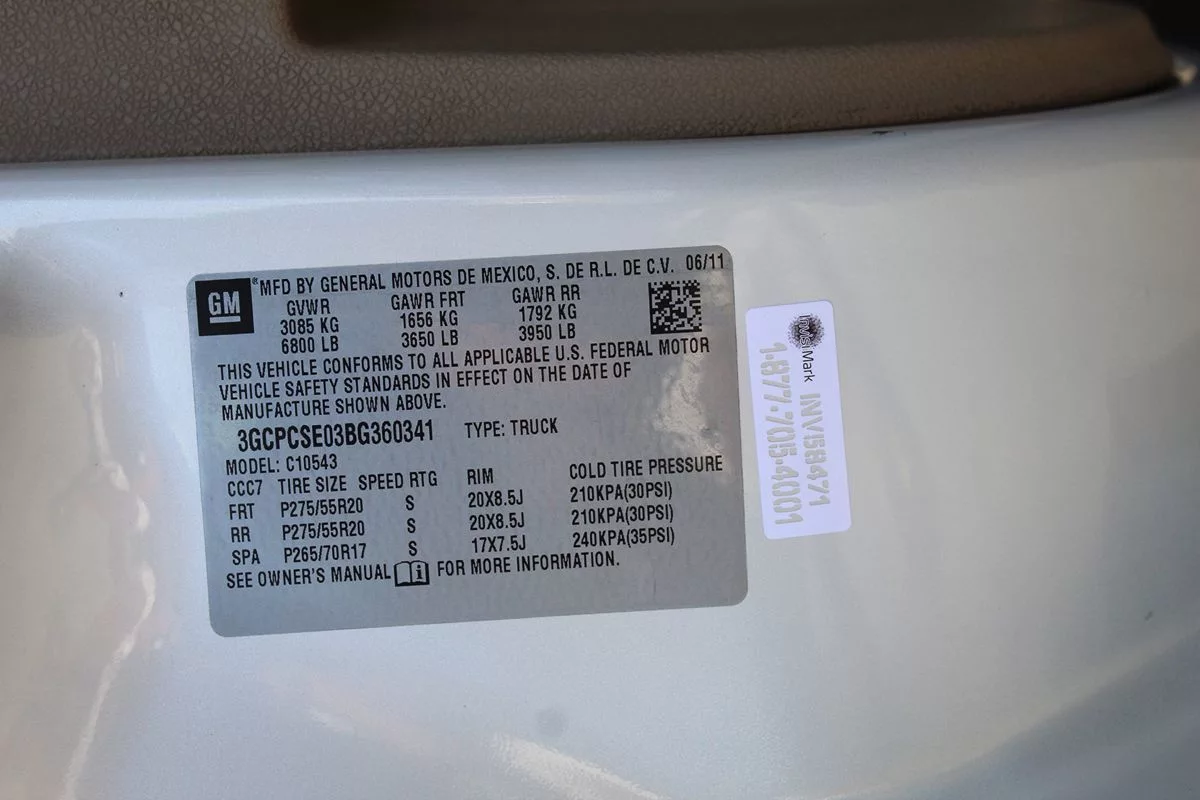 GM ® MFD BY GENERAL MOTORS DE MEXICO, S. DE R.L. DE C.V. 06/11
GVWR GAWR FRT GAWR RR
3085 KG 1656 KG 1792 KG
6800 LB 3650 LB 3950 LB
THIS VEHICLE CONFORMS TO ALL APPLICABLE U.S. FEDERAL MOTOR
VEHICLE SAFETY STANDARDS IN EFFECT ON THE DATE OF
MANUFACTURE SHOWN ABOVE.
3GCPCSE03BG360341 TYPE: TRUCK
MODEL: C10543
CCC7 TIRE SIZE SPEED RTG RIM COLD TIRE PRESSURE
FRT P275/55R20 S 20X8.5J 210KPA(30PSI)
RR P275/55R20 S 20X8.5J 210KPA(30PSI)
SPA P265/70R17 S 17X7.5J 240KPA(35PSI)
SEE OWNER'S MANUAL FOR MORE INFORMATION.
InvisiMark INV58471
1-877-705-4001